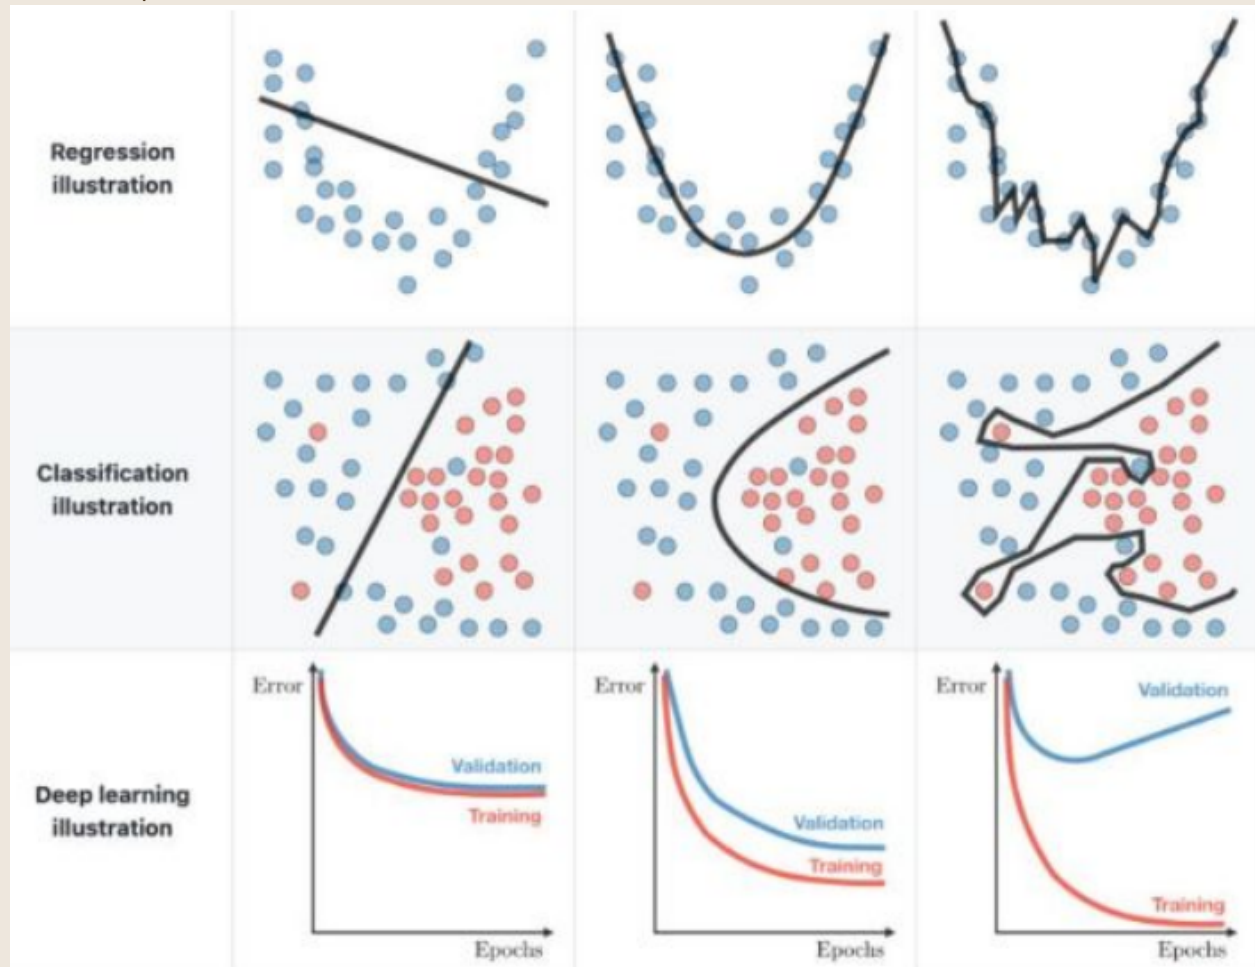 Regression
illustration
Classification
illustration
Deep learning
illustration
Error
Validation
Training
Epochs
Error
Validation
Training
Epochs
Error
Validation
Training
Epochs